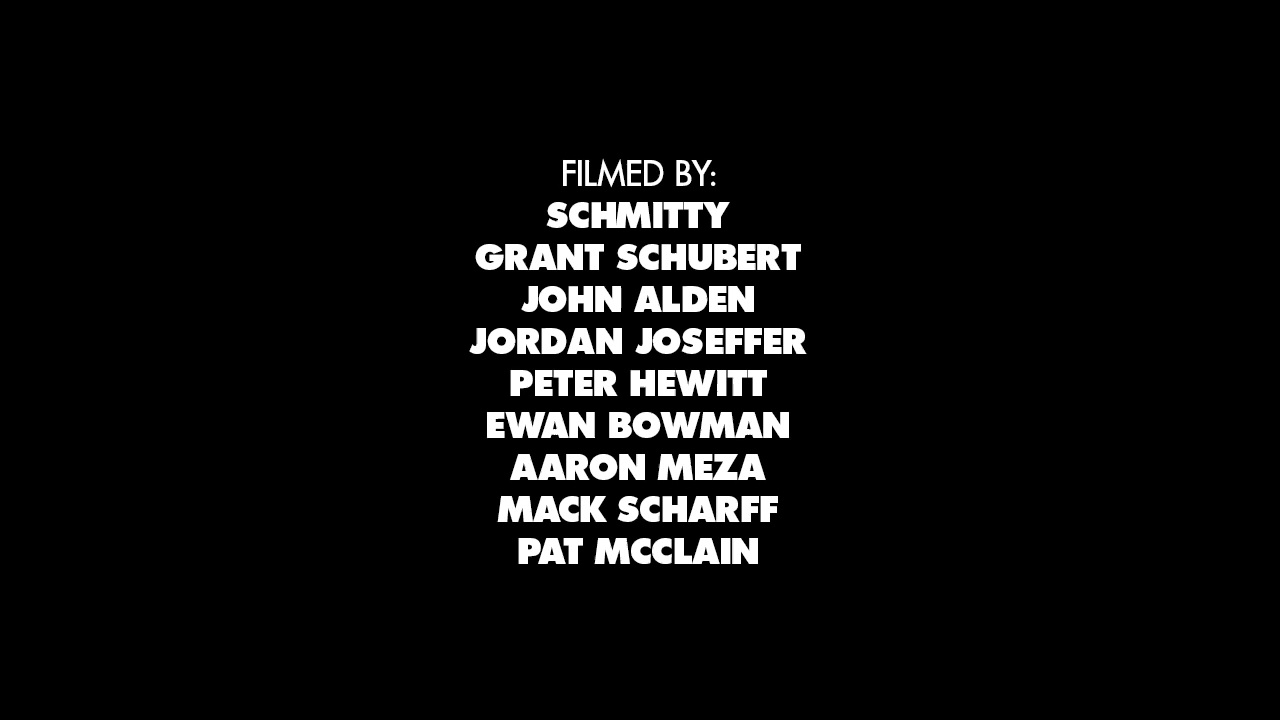 FILMED BY:
SCHMITTY
GRANT SCHUBERT
JOHN ALDEN
JORDAN JOSEFFER
PETER HEWITT
EWAN BOWMAN
AARON MEZA
MACK SCHARFF
PAT MCCLAIN